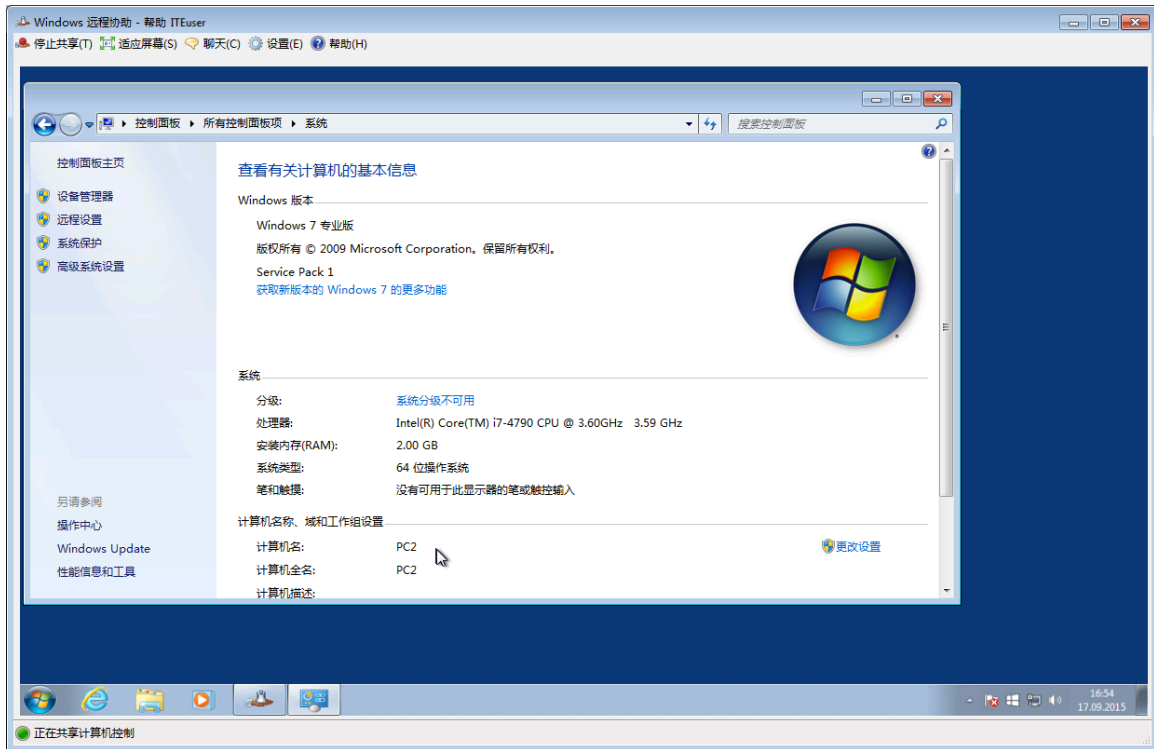 Windows 远程协助 - 帮助 ITEuser
停止共享(T) 适应屏幕(S) 聊天(C) 设置(E) 帮助(H)
控制面板 所有控制面板项 系统 搜索控制面板
控制面板主页
设备管理器
远程设置
系统保护
高级系统设置
另请参阅
操作中心
Windows Update
性能信息和工具
查看有关计算机的基本信息
Windows 版本
Windows 7 专业版
版权所有 © 2009 Microsoft Corporation。保留所有权利。
Service Pack 1
获取新版本的 Windows 7 的更多功能
系统
分级: 系统分级不可用
处理器: Intel(R) Core(TM) i7-4790 CPU @ 3.60GHz 3.59 GHz
安装内存(RAM): 2.00 GB
系统类型: 64 位操作系统
笔和触摸: 没有可用于此显示器的笔或触控输入
计算机名称、域和工作组设置
计算机名: PC2 更改设置
计算机全名: PC2
计算机描述:
16:54
17.09.2015
正在共享计算机控制